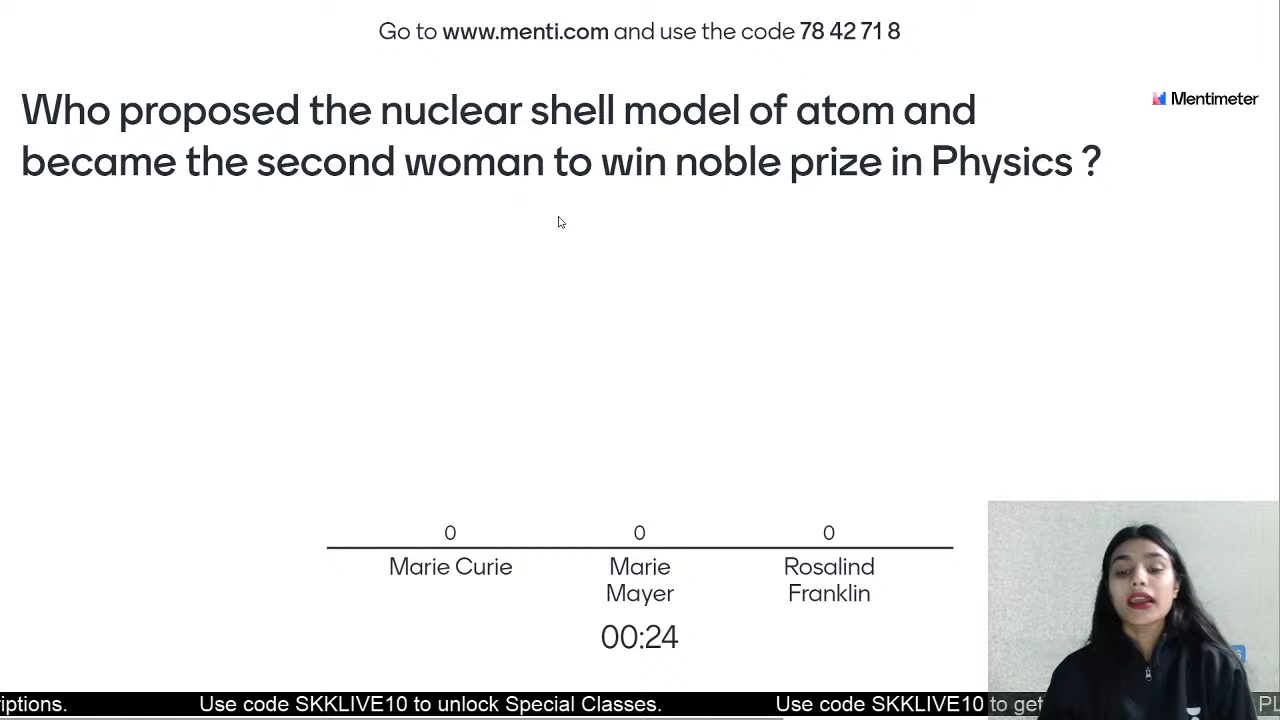 Go to www.menti.com and use the code 78 42 71 8
Who proposed the nuclear shell model of atom and
became the second woman to win noble prize in Physics ?
Mentimeter
0 0 0
Marie Curie Marie Rosalind
Mayer Franklin
00:24
iptions. Use code SKKLIVE10 to unlock Special Classes. Use code SKKLIVE10 to get PL